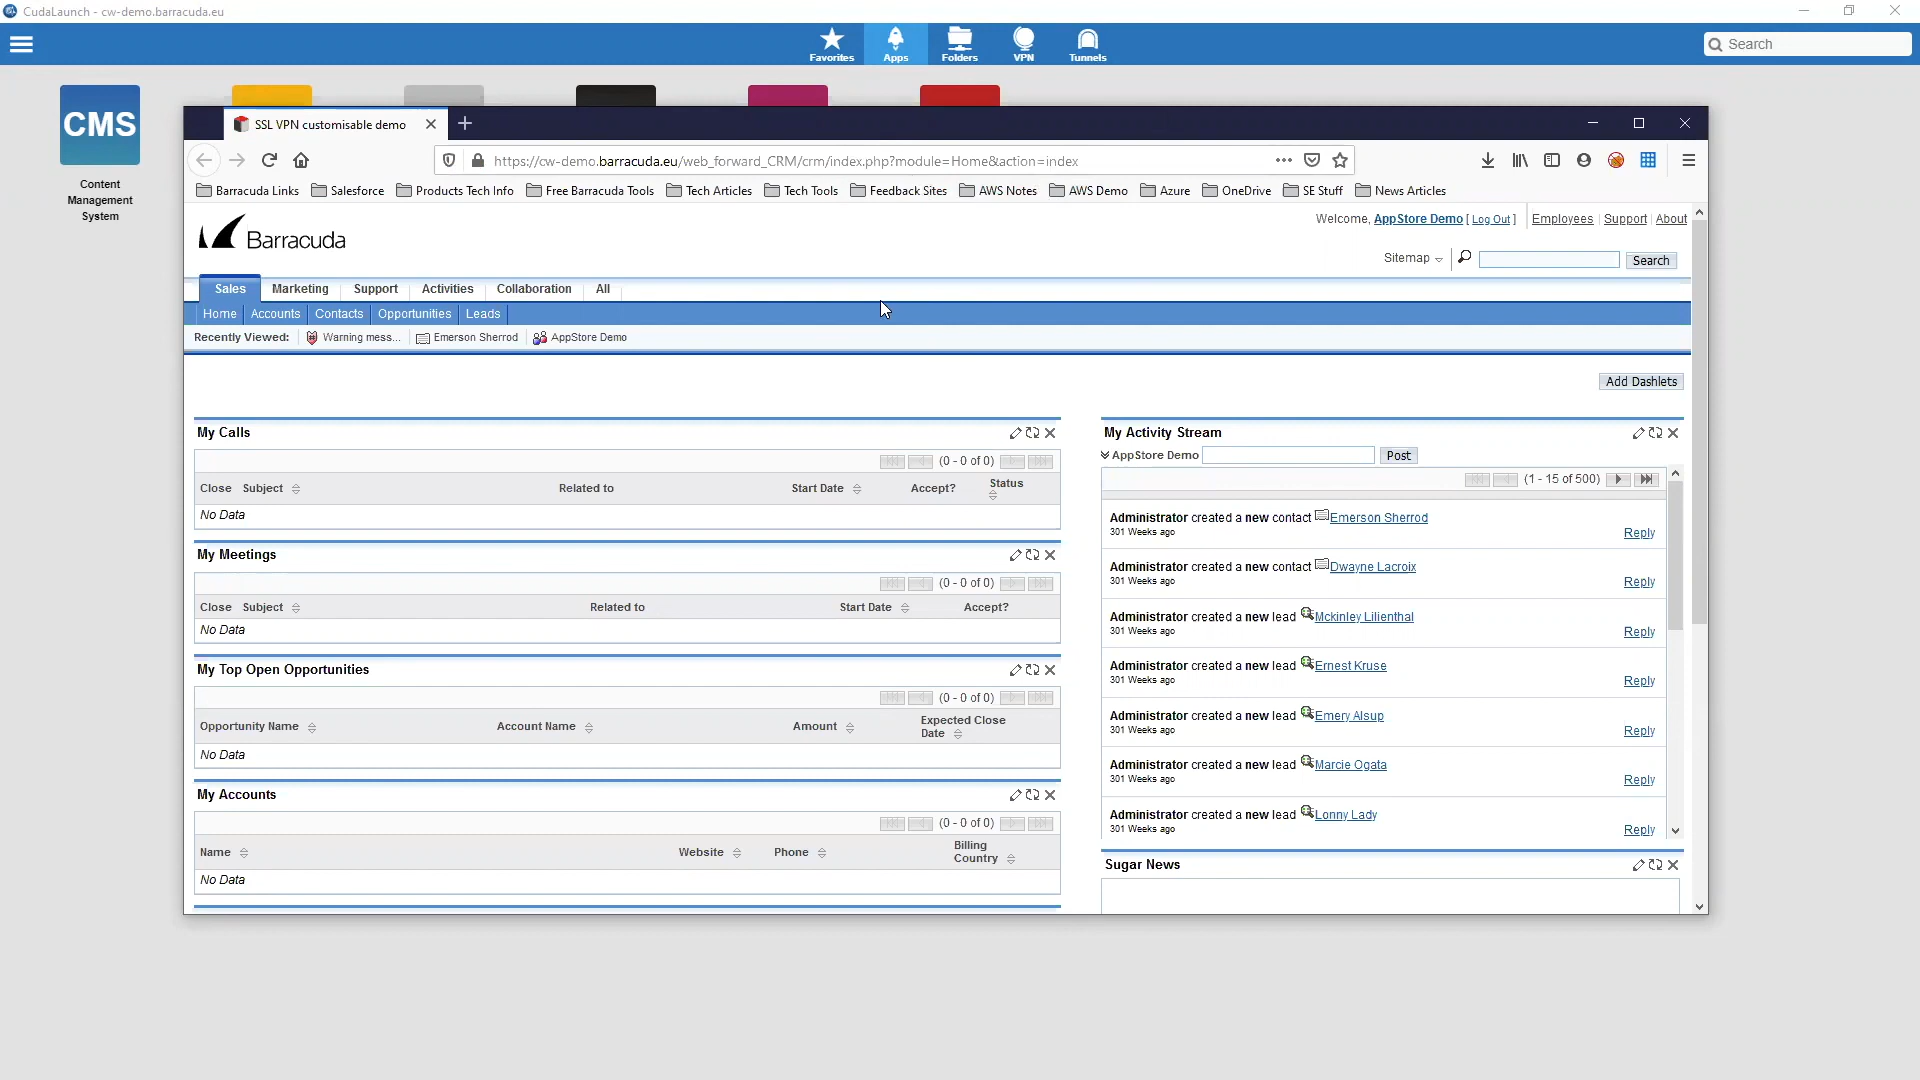 CudaLaunch - cw-demo.barracuda.eu
Favorites
Apps
Folders
VPN
Tunnels
Search
CMS
Content
Management
System
SSL VPN customisable demo
https://cw-demo.barracuda.eu/web_forward_CRM/crm/index.php?module=Home&action=index
Barracuda Links Salesforce Products Tech Info Free Barracuda Tools Tech Articles Tech Tools Feedback Sites AWS Notes AWS Demo Azure OneDrive SE Stuff News Articles
Barracuda
Welcome, AppStore Demo [ Log Out ] Employees Support About
Sitemap Search
Sales Marketing Support Activities Collaboration All
Home Accounts Contacts Opportunities Leads
Recently Viewed: Warning mess... Emerson Sherrod AppStore Demo
Add Dashlets
My Calls
(0 - 0 of 0)
Close Subject Related to Start Date Accept? Status
No Data
My Meetings
(0 - 0 of 0)
Close Subject Related to Start Date Accept?
No Data
My Top Open Opportunities
(0 - 0 of 0)
Opportunity Name Account Name Amount Expected Close
Date
No Data
My Accounts
(0 - 0 of 0)
Name Website Phone Billing
Country
No Data
My Activity Stream
AppStore Demo Post
(1 - 15 of 500)
Administrator created a new contact Emerson Sherrod
301 Weeks ago
Reply
Administrator created a new contact Dwayne Lacroix
301 Weeks ago
Reply
Administrator created a new lead Mckinley Lilienthal
301 Weeks ago
Reply
Administrator created a new lead Ernest Kruse
301 Weeks ago
Reply
Administrator created a new lead Emery Alsup
301 Weeks ago
Reply
Administrator created a new lead Marcie Ogata
301 Weeks ago
Reply
Administrator created a new lead Lonny Lady
301 Weeks ago
Reply
Sugar News